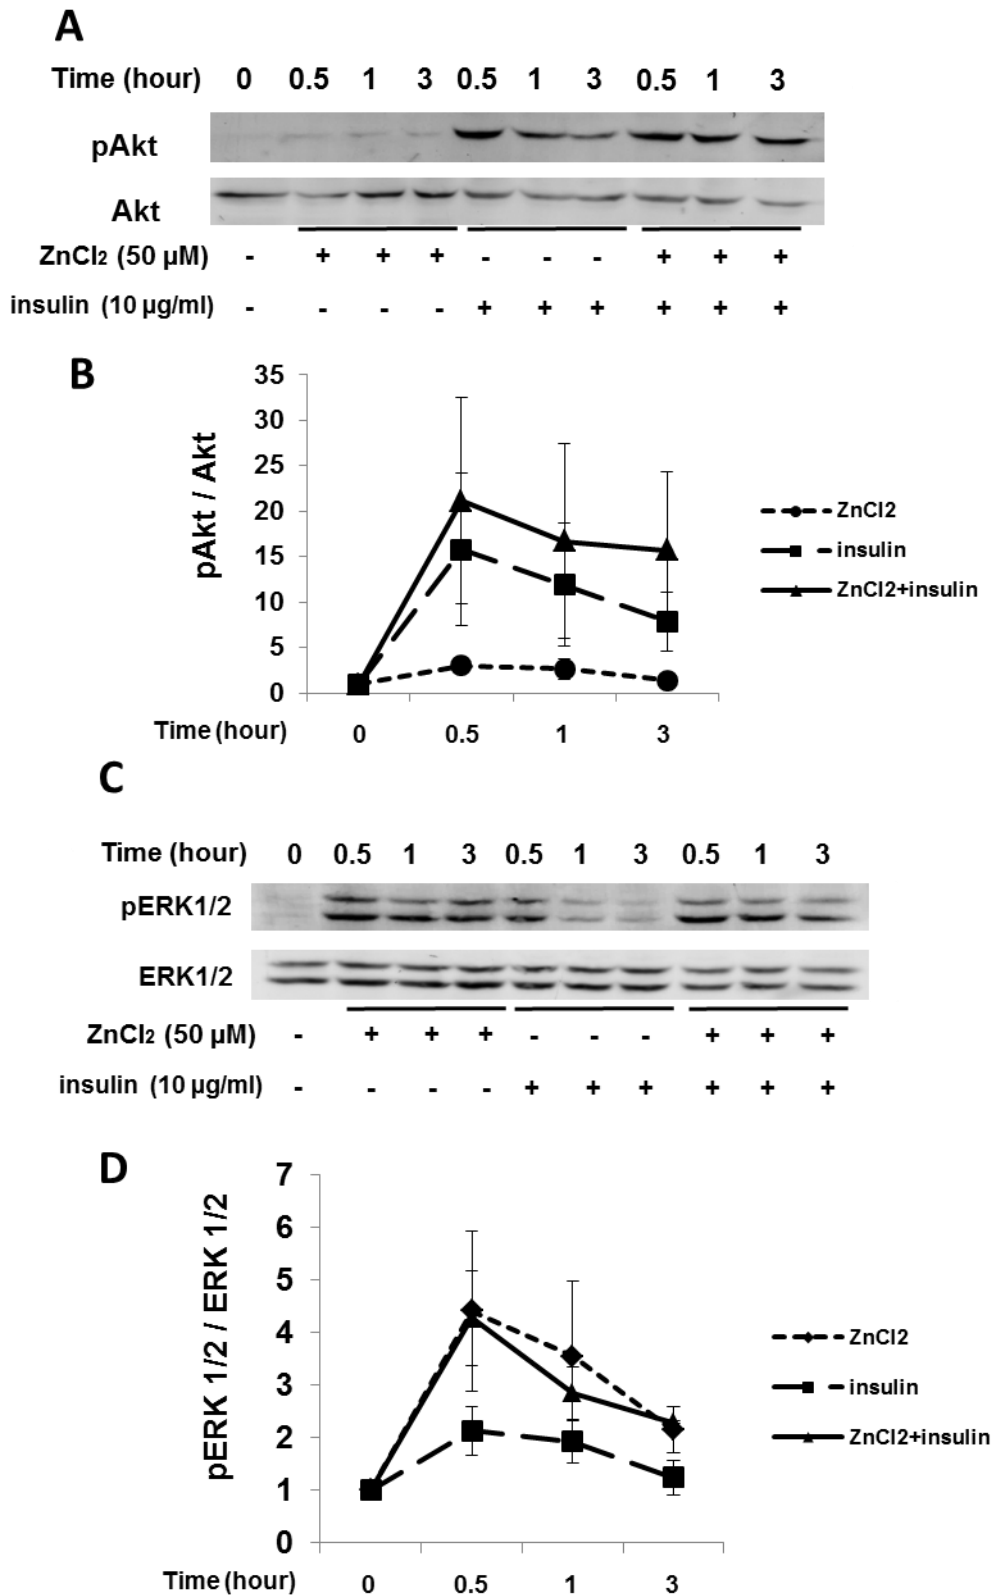 A
Time (hour) 0 0.5 1 3 0.5 1 3 0.5 1 3
pAkt
Akt
ZnCl₂ (50 µM) - + + + - - - + + +
insulin (10 µg/ml) - - - - + + + + + +
B
pAkt / Akt
35
30
25
20
15
10
5
0
Time (hour) 0 0.5 1 3
ZnCl2
insulin
ZnCl2+insulin
C
Time (hour) 0 0.5 1 3 0.5 1 3 0.5 1 3
pERK1/2
ERK1/2
ZnCl₂ (50 µM) - + + + - - - + + +
insulin (10 µg/ml) - - - - + + + + + +
D
pERK 1/2 / ERK 1/2
7
6
5
4
3
2
1
0
Time (hour) 0 0.5 1 3
ZnCl2
insulin
ZnCl2+insulin